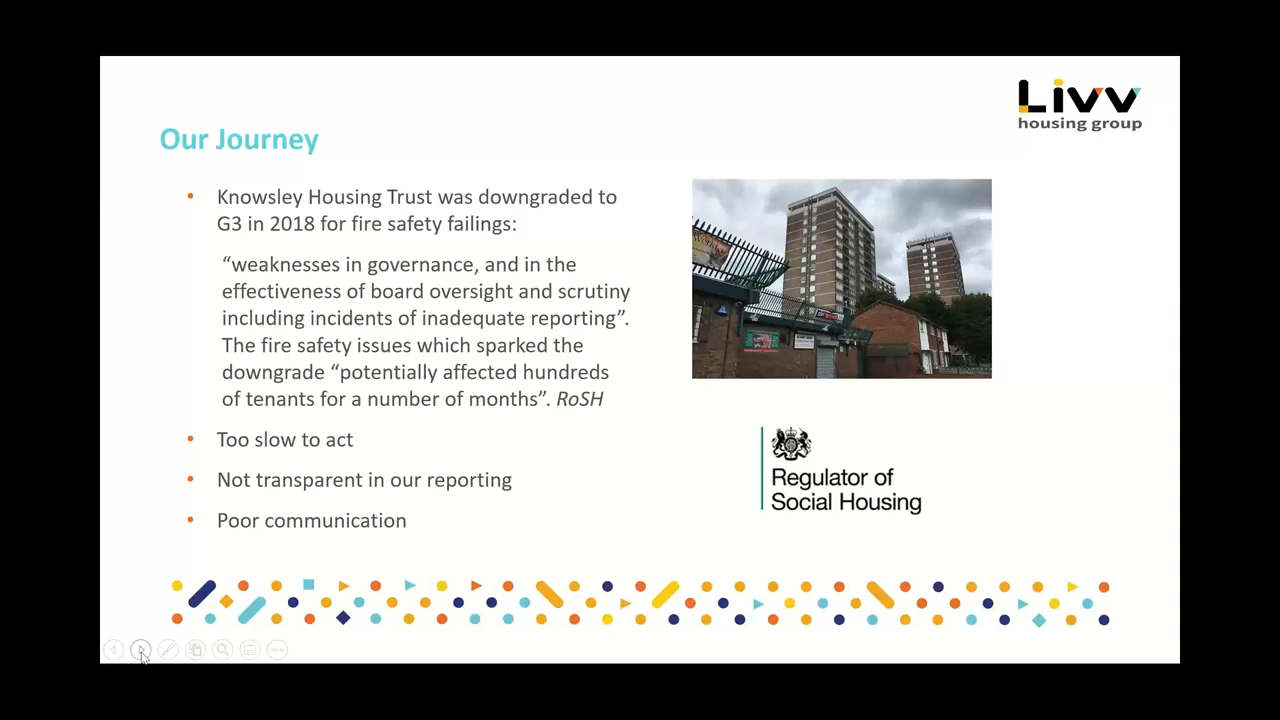 Livv
housing group
Our Journey
• Knowsley Housing Trust was downgraded to
G3 in 2018 for fire safety failings:
“weaknesses in governance, and in the
effectiveness of board oversight and scrutiny
including incidents of inadequate reporting”.
The fire safety issues which sparked the
downgrade “potentially affected hundreds
of tenants for a number of months”. RoSH
• Too slow to act
• Not transparent in our reporting
• Poor communication
Regulator of
Social Housing